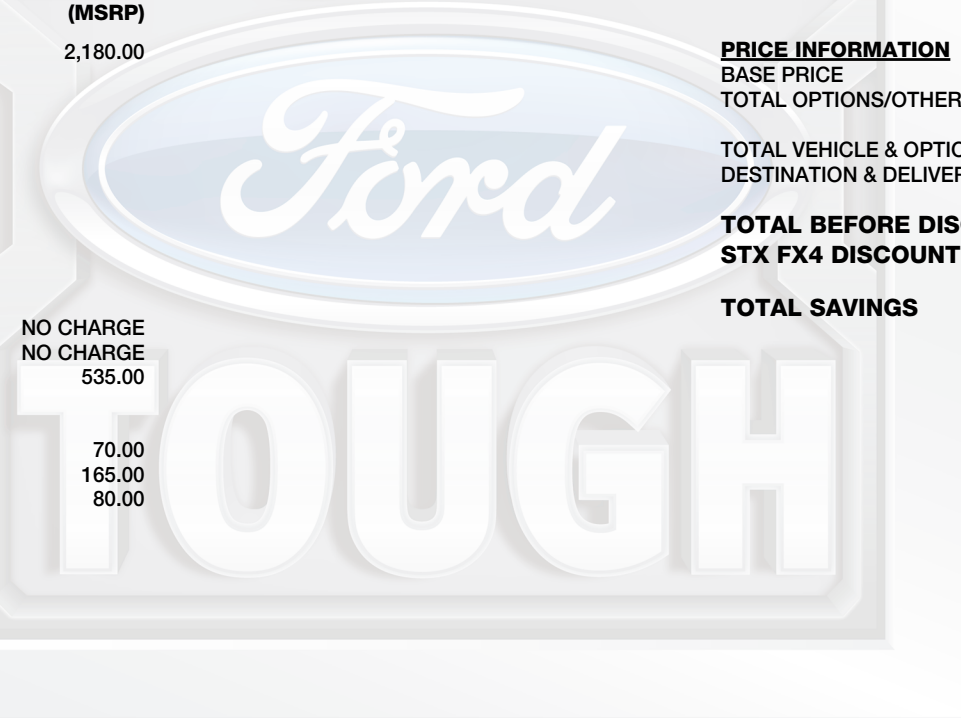 (MSRP)
2,180.00
NO CHARGE
NO CHARGE
535.00
70.00
165.00
80.00
Ford
TOUGH
PRICE INFORMATION
BASE PRICE
TOTAL OPTIONS/OTHER
TOTAL VEHICLE & OPTIO
DESTINATION & DELIVER
TOTAL BEFORE DIS
STX FX4 DISCOUNT
TOTAL SAVINGS